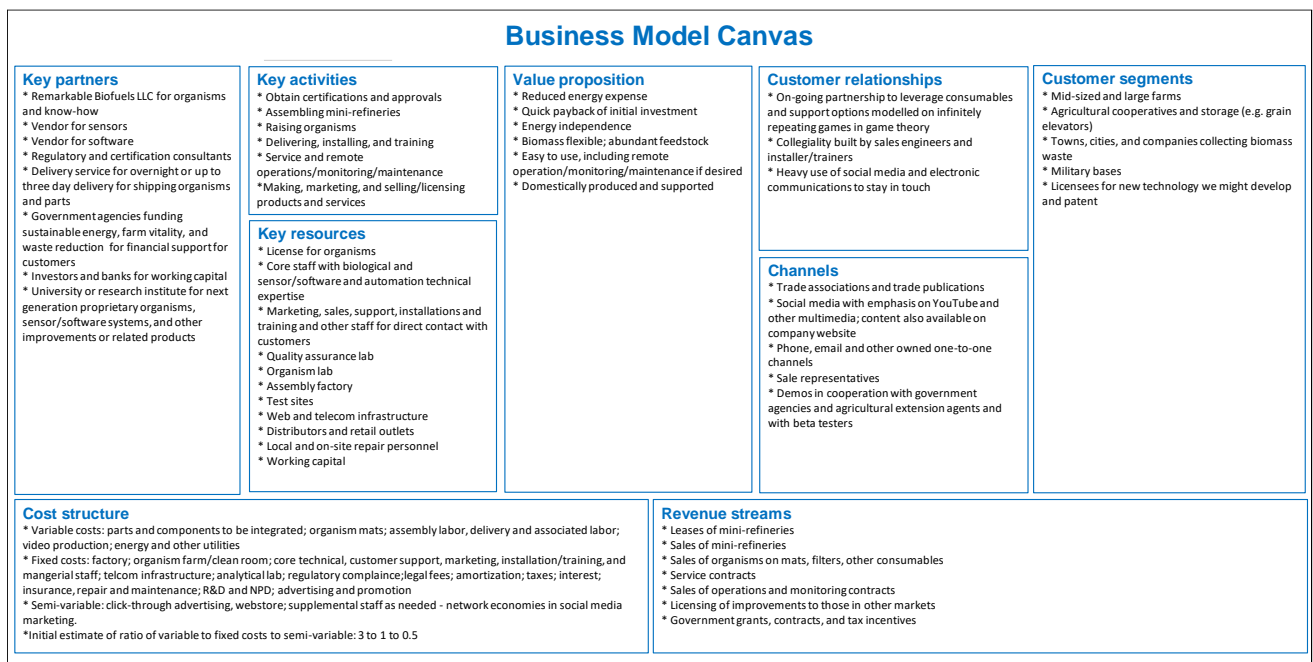 Business Model Canvas
Key partners
* Remarkable Biofuels LLC for organisms
and know-how
* Vendor for sensors
* Vendor for software
* Regulatory and certification consultants
* Delivery service for overnight or up to
three day delivery for shipping organisms
and parts
* Government agencies funding
sustainable energy, farm vitality, and
waste reduction for financial support for
customers
* Investors and banks for working capital
* University or research institute for next
generation proprietary organisms,
sensor/software systems, and other
improvements or related products
Key activities
* Obtain certifications and approvals
* Assembling mini-refineries
* Raising organisms
* Delivering, installing, and training
* Service and remote
operations/monitoring/maintenance
*Making, marketing, and selling/licensing
products and services
Key resources
* License for organisms
* Core staff with biological and
sensor/software and automation technical
expertise
* Marketing, sales, support, installations and
training and other staff for direct contact with
customers
* Quality assurance lab
* Organism lab
* Assembly factory
* Test sites
* Web and telecom infrastructure
* Distributors and retail outlets
* Local and on-site repair personnel
* Working capital
Value proposition
* Reduced energy expense
* Quick payback of initial investment
* Energy independence
* Biomass flexible; abundant feedstock
* Easy to use, including remote
operation/monitoring/maintenance if desired
* Domestically produced and supported
Customer relationships
* On-going partnership to leverage consumables
and support options modelled on infinitely
repeating games in game theory
* Collegiality built by sales engineers and
installer/trainers
* Heavy use of social media and electronic
communications to stay in touch
Channels
* Trade associations and trade publications
* Social media with emphasis on YouTube and
other multimedia; content also available on
company website
* Phone, email and other owned one-to-one
channels
* Sale representatives
* Demos in cooperation with government
agencies and agricultural extension agents and
with beta testers
Customer segments
* Mid-sized and large farms
* Agricultural cooperatives and storage (e.g. grain
elevators)
* Towns, cities, and companies collecting biomass
waste
* Military bases
* Licensees for new technology we might develop
and patent
Cost structure
* Variable costs: parts and components to be integrated; organism mats; assembly labor, delivery and associated labor;
video production; energy and other utilities
* Fixed costs: factory; organism farm/clean room; core technical, customer support, marketing, installation/training, and
mangerial staff; telcom infrastructure; analytical lab; regulatory complaince;legal fees; amortization; taxes; interest;
insurance, repair and maintenance; R&D and NPD; advertising and promotion
* Semi-variable: click-through advertising, webstore; supplemental staff as needed - network economies in social media
marketing.
*Initial estimate of ratio of variable to fixed costs to semi-variable: 3 to 1 to 0.5
Revenue streams
* Leases of mini-refineries
* Sales of mini-refineries
* Sales of organisms on mats, filters, other consumables
* Service contracts
* Sales of operations and monitoring contracts
* Licensing of improvements to those in other markets
* Government grants, contracts, and tax incentives